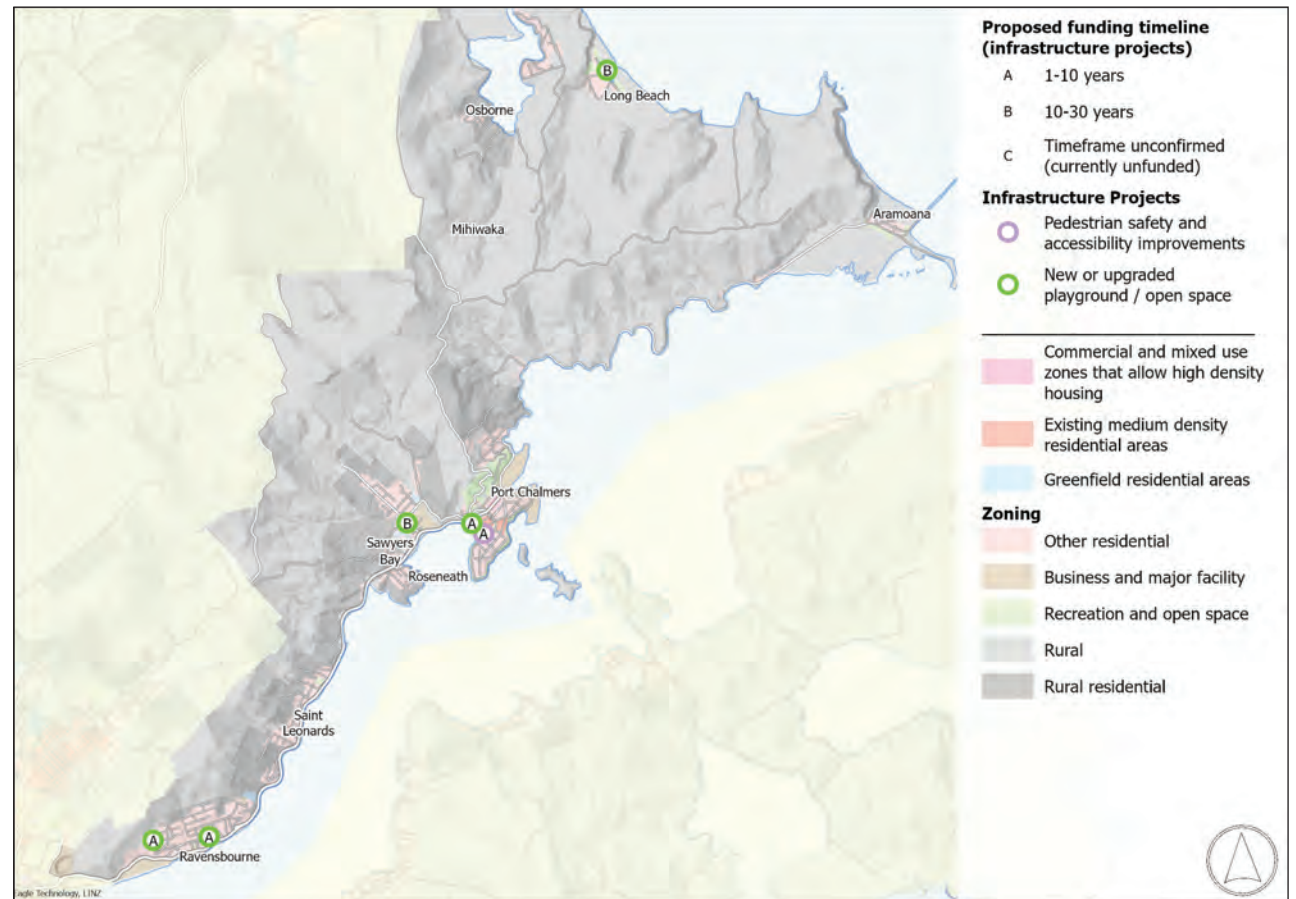 Proposed funding timeline
(infrastructure projects)
A 1-10 years
B 10-30 years
C Timeframe unconfirmed
(currently unfunded)
Infrastructure Projects
Pedestrian safety and
accessibility improvements
New or upgraded
playground / open space
Commercial and mixed use
zones that allow high density
housing
Existing medium density
residential areas
Greenfield residential areas
Zoning
Other residential
Business and major facility
Recreation and open space
Rural
Rural residential
B
Long Beach
Osborne
Aramoana
Mihiwaka
Port Chalmers
B
A
A
Sawyers
Bay
Roseneath
Saint
Leonards
A
A
Ravensbourne
Eagle Technology, LINZ